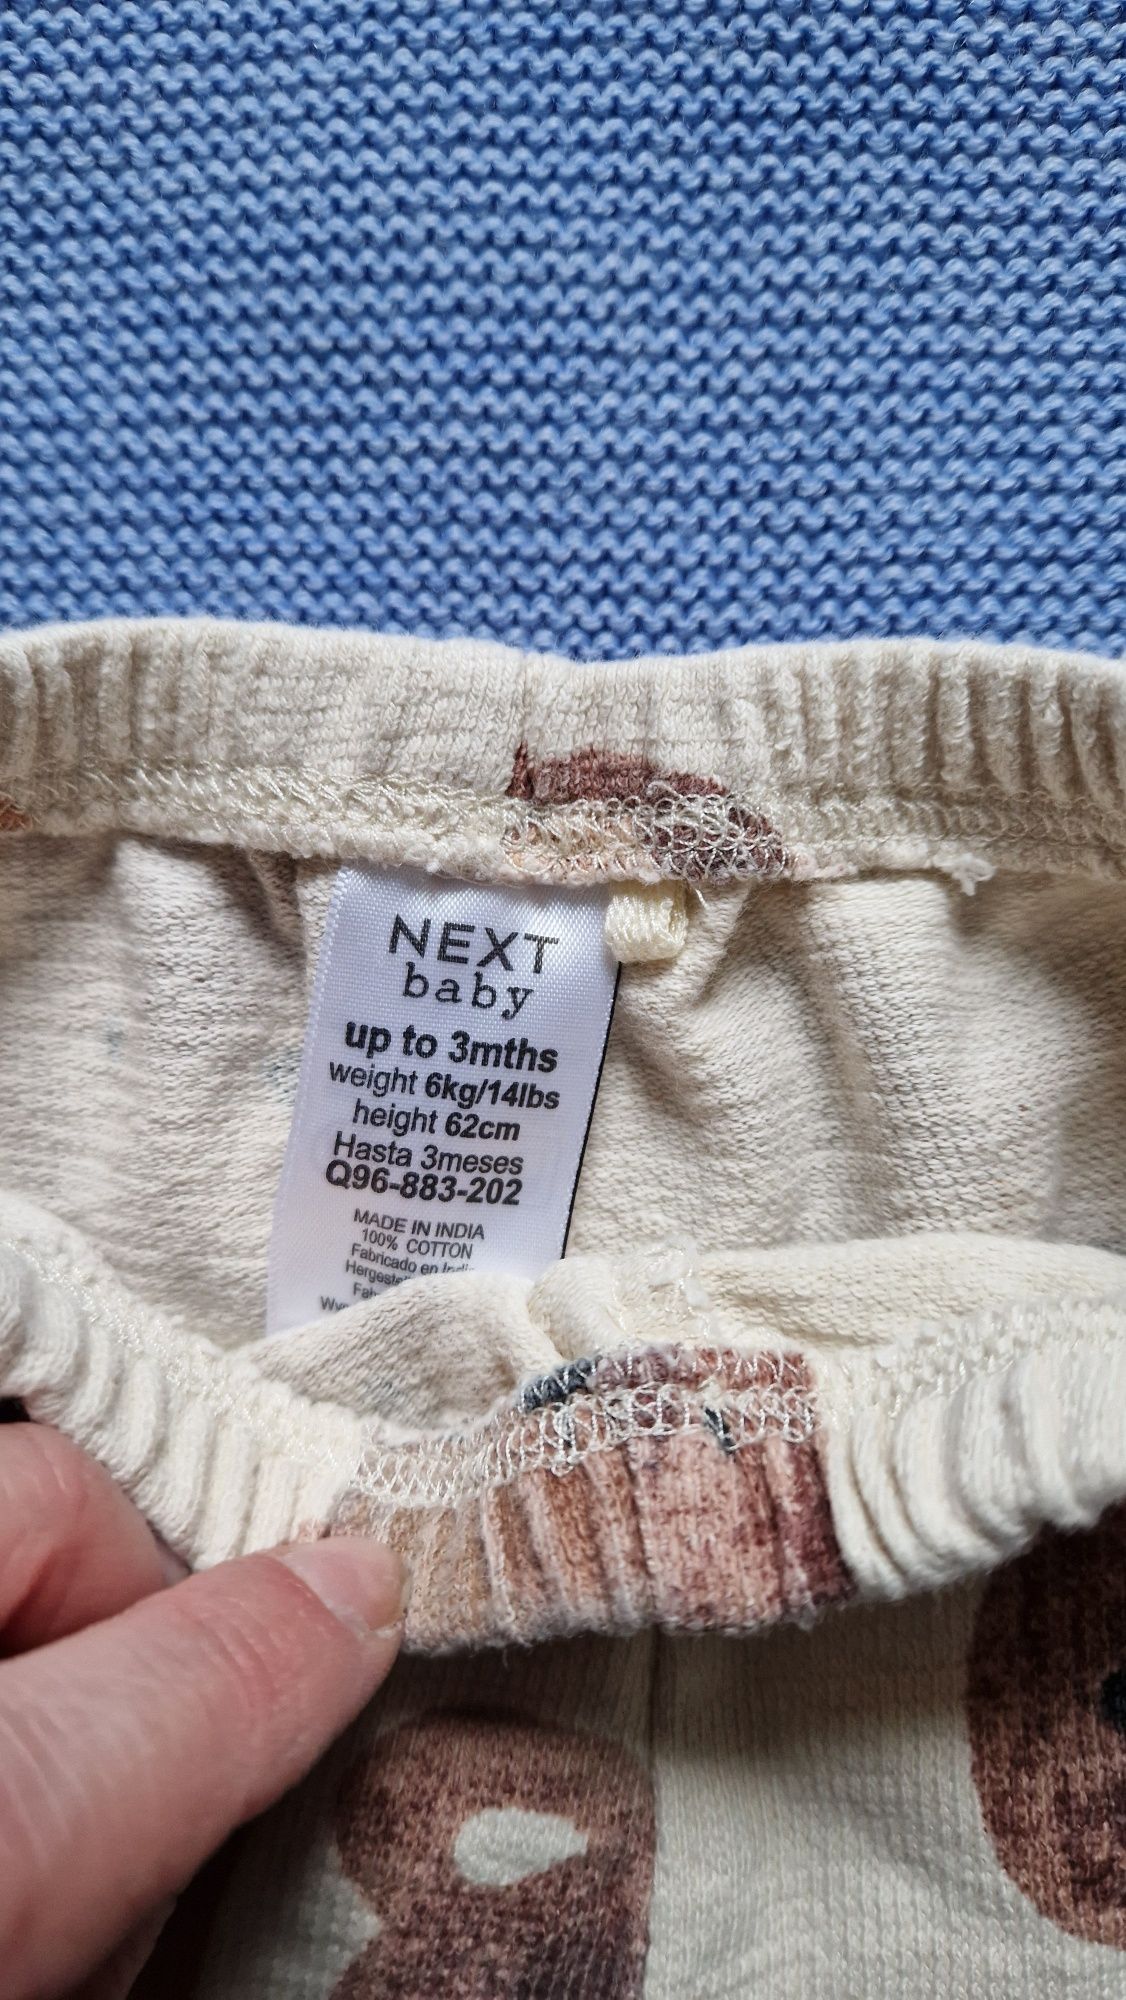 NEXT
baby
up to 3mths
weight 6kg/14lbs
height 62cm
Hasta 3meses
Q96-883-202
MADE IN INDIA
100% COTTON
Fabricado en